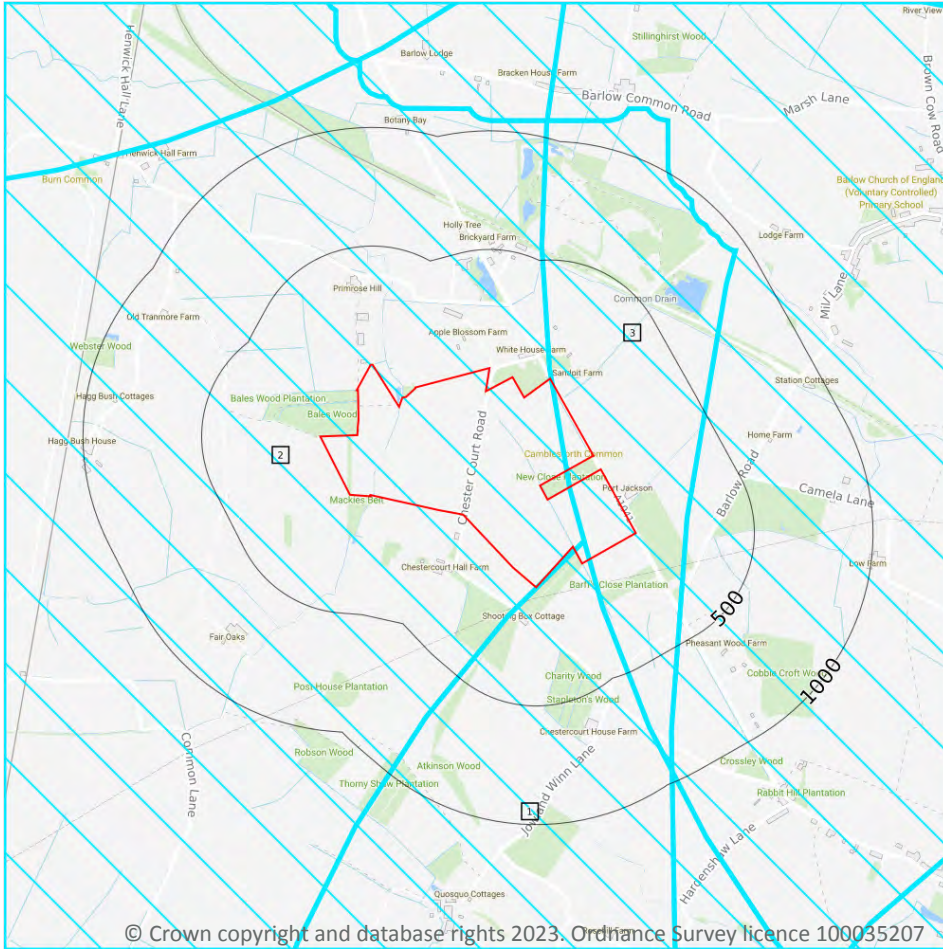 River View
Henwick Hall Lane
Stillinghirst Wood
Barlow Lodge
Bracken House Farm
Brown Cow Road
Barlow Common Road
Marsh Lane
Botany Bay
Henwick Hall Farm
Burn Common
Barlow Church of England
(Voluntary Controlled)
Primary School
Holly Tree
Brickyard Farm
Lodge Farm
Primrose Hill
Common Drain
Mill Lane
Old Tranmore Farm
3
Apple Blossom Farm
Webster Wood
White House Farm
Sandpit Farm
Station Cottages
Hagg Bush Cottages
Bales Wood Plantation
Bales Wood
Chester Court Road
Hagg Bush House
Home Farm
2
Camblesforth Common
New Close Plantation
Port Jackson
Barlow Road
Camela Lane
Mackies Belt
A1041
Chestercourt Hall Farm
Low Farm
Barff Close Plantation
500
Shooting Box Cottage
Fair Oaks
Pheasant Wood Farm
1000
Cobble Croft Wood
Charity Wood
Post House Plantation
Stapleton's Wood
Chestercourt House Farm
Common Lane
Robson Wood
Atkinson Wood
Crossley Wood
Thorny Shaw Plantation
Rabbit Hill Plantation
1
Jowland Winn Lane
Hardenshaw Lane
Quosquo Cottages
Rosehill Farm
© Crown copyright and database rights 2023. Ordnance Survey licence 100035207